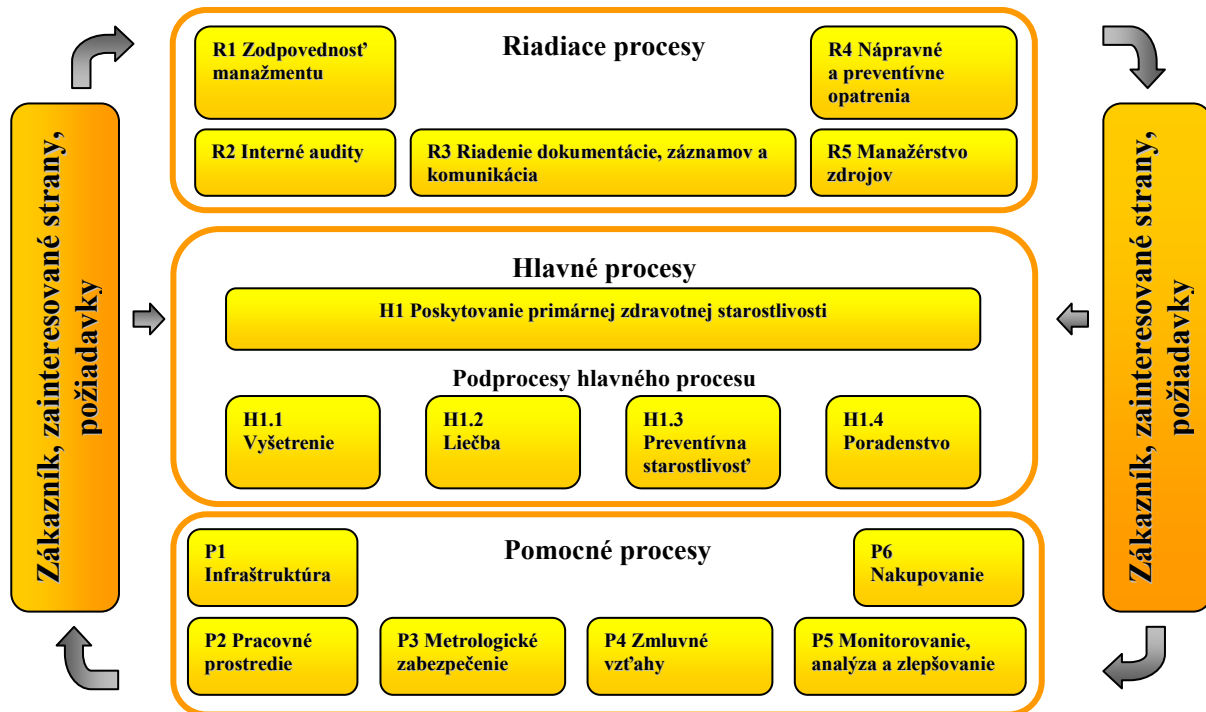 Zákazník, zainteresované strany,
požiadavky
Riadiace procesy
R1 Zodpovednosť
manažmentu
R4 Nápravné
a preventívne
opatrenia
R2 Interné audity
R3 Riadenie dokumentácie, záznamov a
komunikácia
R5 Manažérstvo
zdrojov
Hlavné procesy
H1 Poskytovanie primárnej zdravotnej starostlivosti
Podprocesy hlavného procesu
H1.1
Vyšetrenie
H1.2
Liečba
H1.3
Preventívna
starostlivosť
H1.4
Poradenstvo
Pomocné procesy
P1
Infraštruktúra
P6
Nakupovanie
P2 Pracovné
prostredie
P3 Metrologické
zabezpečenie
P4 Zmluvné
vzťahy
P5 Monitorovanie,
analýza a zlepšovanie
Zákazník, zainteresované strany,
požiadavky